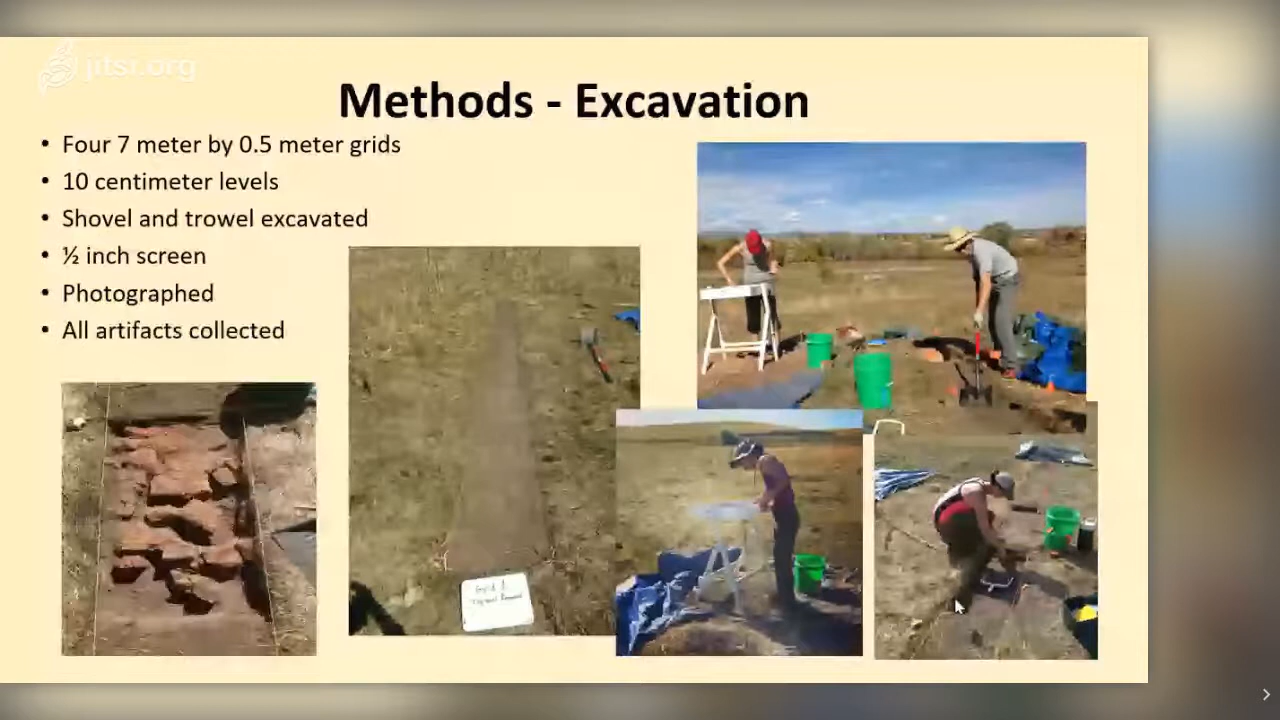 jitsi.org
Methods - Excavation
• Four 7 meter by 0.5 meter grids
• 10 centimeter levels
• Shovel and trowel excavated
• ½ inch screen
• Photographed
• All artifacts collected